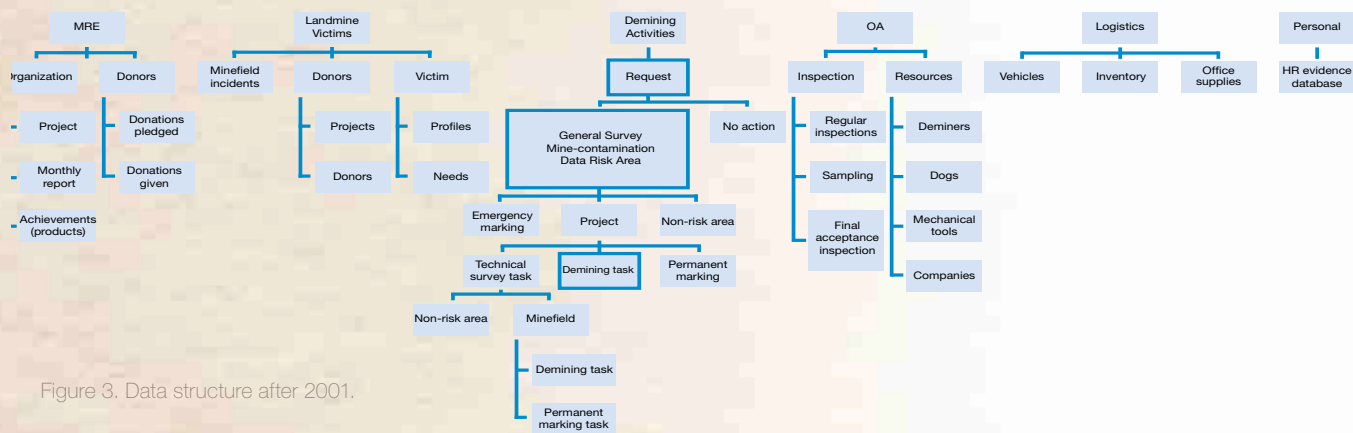 MRE
Landmine
Victims
Demining
Activities
OA
Logistics
Personal
rganization
Donors
Minefield
incidents
Donors
Victim
Request
Inspection
Resources
Vehicles
Inventory
Office
supplies
HR evidence
database
Project
Donations
pledged
Projects
Profiles
General Survey
Mine-contamination
Data Risk Area
No action
Regular
inspections
Deminers
Monthly
report
Donations
given
Donors
Needs
Sampling
Dogs
Achievements
(products)
Emergency
marking
Project
Non-risk area
Final
acceptance
inspection
Mechanical
tools
Technical
survey task
Demining task
Permanent
marking
Companies
Non-risk area
Minefield
Demining task
Permanent
marking task
Figure 3. Data structure after 2001.